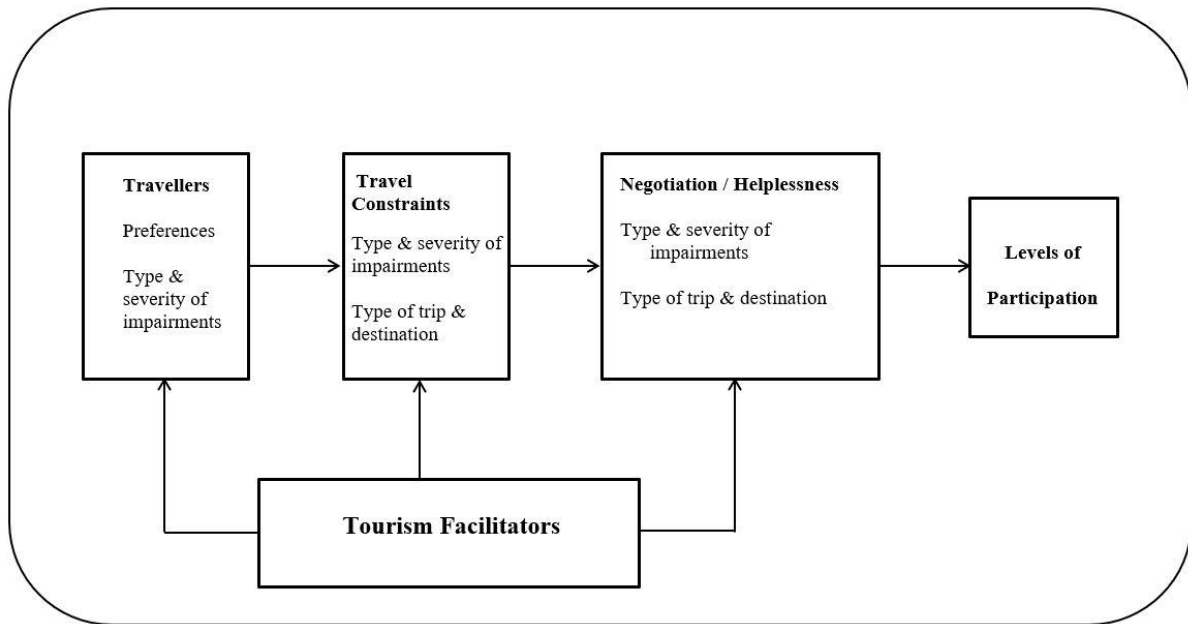 Travellers
Preferences
Type &
severity of
impairments
Travel
Constraints
Type & severity of
impairments
Type of trip &
destination
Negotiation / Helplessness
Type & severity of
impairments
Type of trip & destination
Levels of
Participation
Tourism Facilitators